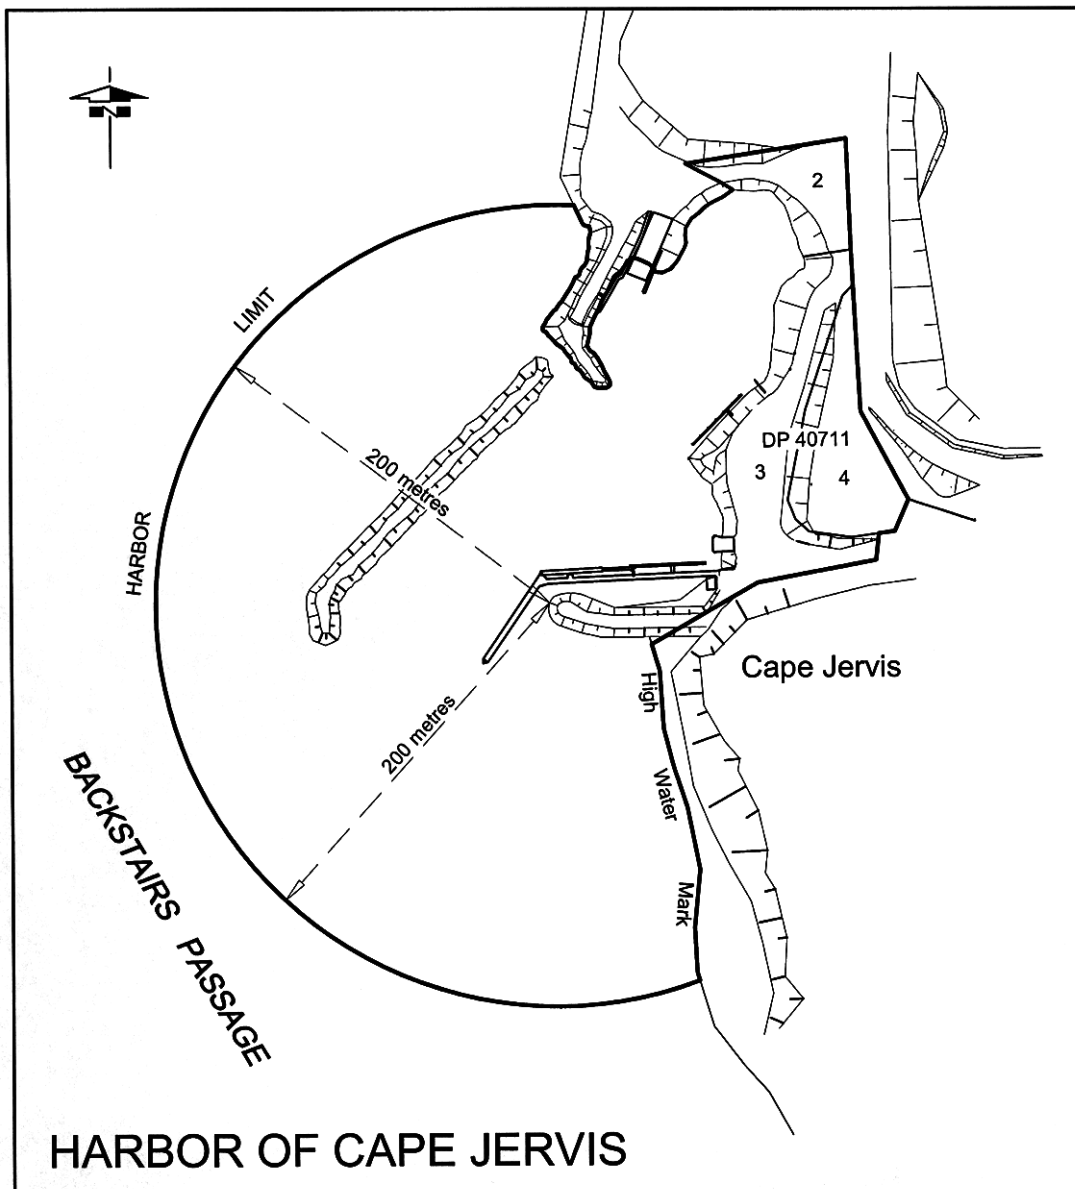 N
2
LIMIT
DP 40711
3
4
200 metres
HARBOR
Cape Jervis
High
Water
Mark
200 metres
BACKSTAIRS PASSAGE
HARBOR OF CAPE JERVIS